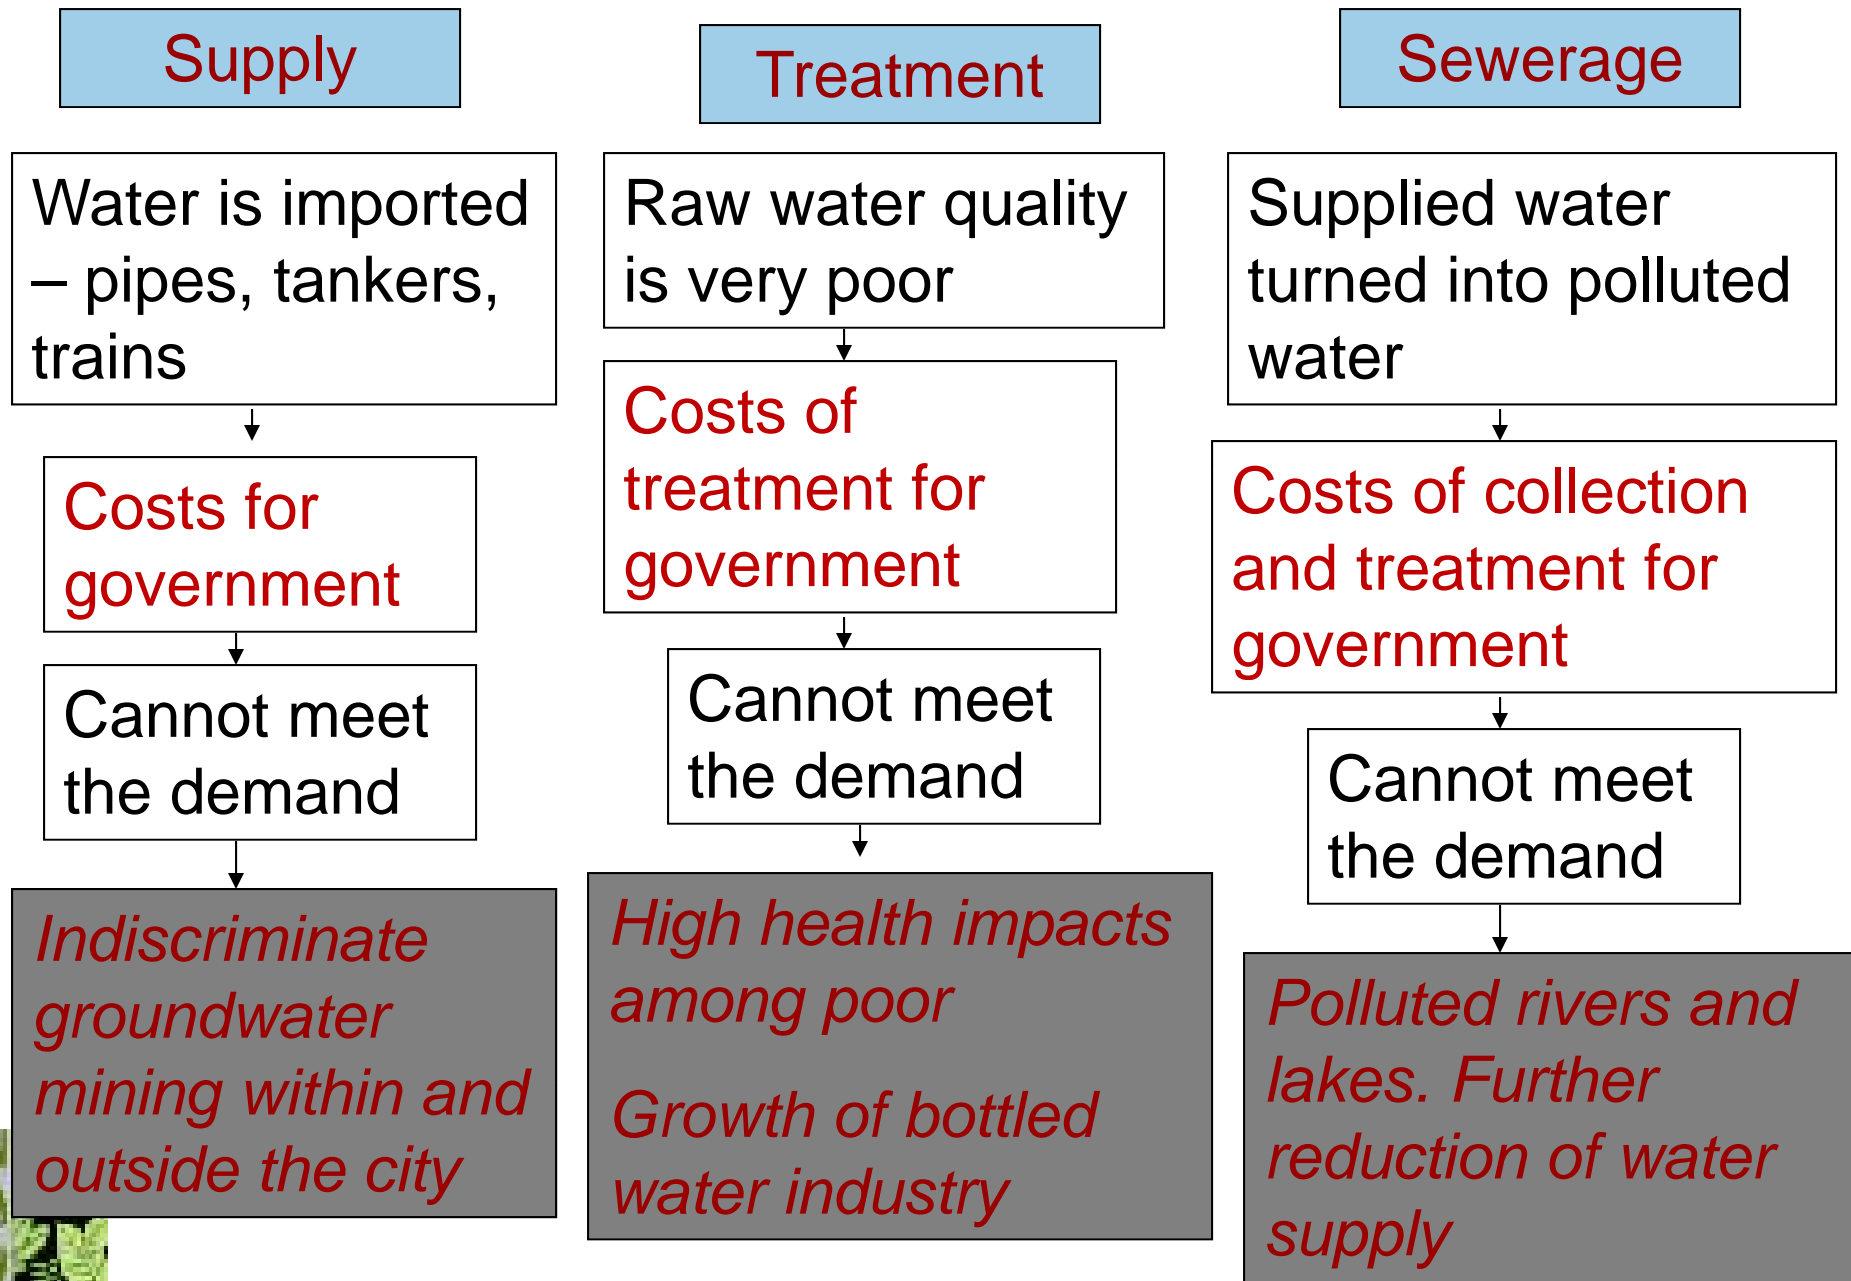 Supply
Water is imported
– pipes, tankers,
trains
Costs for
government
Cannot meet
the demand
Indiscriminate
groundwater
mining within and
outside the city
Treatment
Raw water quality
is very poor
Costs of
treatment for
government
Cannot meet
the demand
High health impacts
among poor
Growth of bottled
water industry
Sewerage
Supplied water
turned into polluted
water
Costs of collection
and treatment for
government
Cannot meet
the demand
Polluted rivers and
lakes. Further
reduction of water
supply